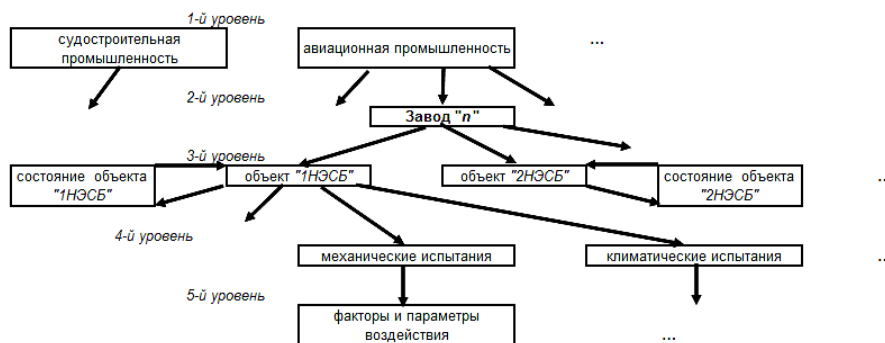 1-й уровень
судостроительная
промышленность
авиационная промышленность
...
2-й уровень
Завод "n"
3-й уровень
состояние объекта
"1НЭСБ"
объект "1НЭСБ"
объект "2НЭСБ"
состояние объекта
"2НЭСБ"
...
4-й уровень
механические испытания
климатические испытания
...
5-й уровень
факторы и параметры
воздействия
...